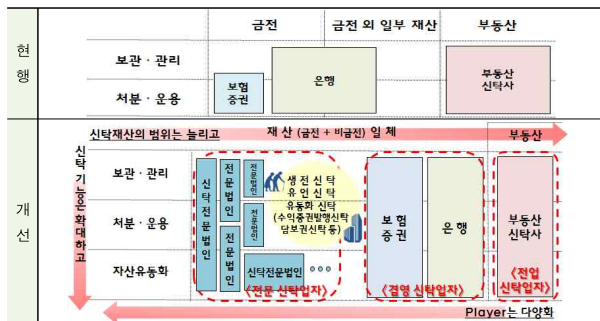 금전
금전 외 일부 재산
부동산
현행
보관 · 관리
처분 · 운용
보험
증권
은행
부동산
신탁사
개선
신탁재산의 범위는 늘리고
재 산 (금전 + 비금전) 일 체
부동산
신탁기능은 확대하고
보관 · 관리
처분 · 운용
자산유동화
신탁전문법인
전문법인
전문법인
전문법인
전문법인
신탁전문법인
생 전 신 탁
유 언 신 탁
유동화 신탁
(수익증권발행신탁
담보권신탁 등)
보험
증권
은행
부동산
신탁사
<전문 신탁업자>
<겸영 신탁업자>
<전업
신탁업자>
Player는 다양화